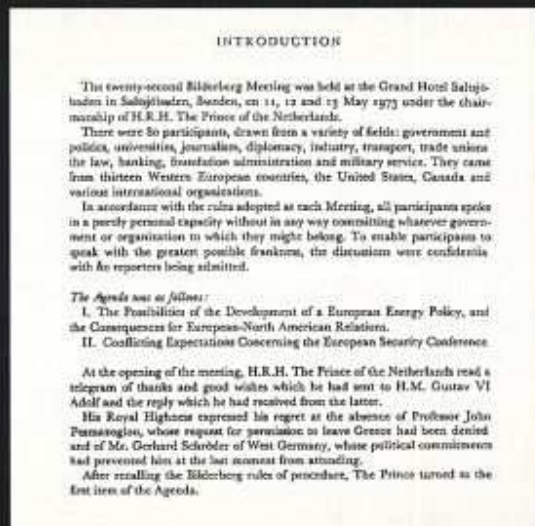 INTRODUCTION
The twenty-second Bilderberg Meeting was held at the Grand Hotel Saltsjö-
baden in Saltsjöbaden, Sweden, on 11, 12 and 13 May 1973 under the chair-
manship of H.R.H. The Prince of the Netherlands.
There were 80 participants, drawn from a variety of fields: government and
politics, universities, journalism, diplomacy, industry, transport, trade unions
the law, banking, foundation administration and military service. They came
from thirteen Western European countries, the United States, Canada and
various international organizations.
In accordance with the rules adopted at each Meeting, all participants spoke
in a purely personal capacity without in any way committing whatever govern-
ment or organization to which they might belong. To enable participants to
speak with the greatest possible frankness, the discussions were confidentia
with no reporters being admitted.
The Agenda was as follows:
I. The Possibilities of the Development of a European Energy Policy, and
the Consequences for European-North American Relations.
II. Conflicting Expectations Concerning the European Security Conference
At the opening of the meeting, H.R.H. The Prince of the Netherlands read a
telegram of thanks and good wishes which he had sent to H.M. Gustav VI
Adolf and the reply which he had received from the latter.
His Royal Highness expressed his regret at the absence of Professor John
Pesmazoglou, whose request for permission to leave Greece had been denied
and of Mr. Gerhard Schröder of West Germany, whose political commitments
had prevented him at the last moment from attending.
After recalling the Bilderberg rules of procedure, The Prince turned to the
first item of the Agenda.